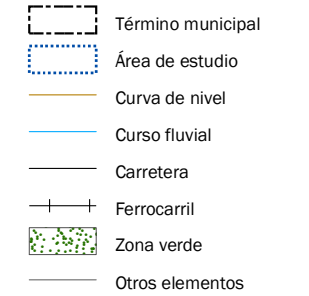 Término municipal
Área de estudio
Curva de nivel
Curso fluvial
Carretera
Ferrocarril
Zona verde
Otros elementos